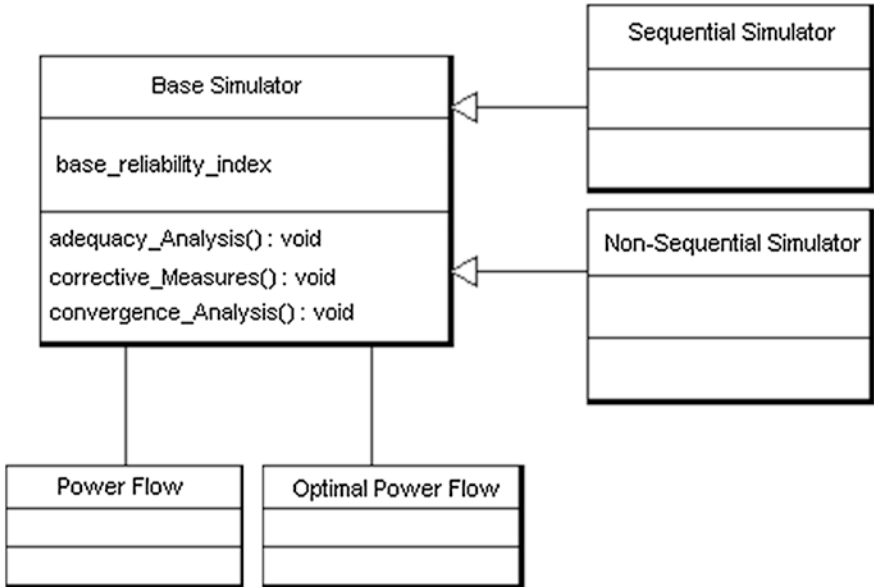 Base Simulator
base_reliability_index
adequacy_Analysis() : void
corrective_Measures() : void
convergence_Analysis() : void
Sequential Simulator
Non-Sequential Simulator
Power Flow
Optimal Power Flow